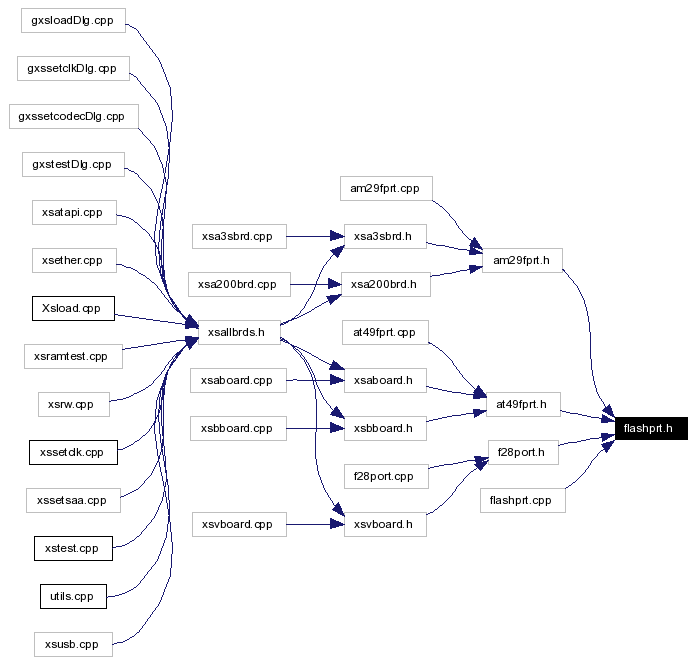 gxsloadDlg.cpp
gxssetclkDlg.cpp
gxssetcodecDlg.cpp
gxstestDlg.cpp
xsatapi.cpp
xsether.cpp
Xsload.cpp
xsramtest.cpp
xsrw.cpp
xssetdk.cpp
xssetsaa.cpp
xstest.cpp
utils.cpp
xsusb.cpp
xsa3sbrd.cpp
xsa200brd.cpp
xsallbrds.h
xsaboard.cpp
xsbboard.cpp
xsvboard.cpp
am29fprt.cpp
xsa3sbrd.h
xsa200brd.h
at49fprt.cpp
xsaboard.h
xsbboard.h
f28port.cpp
xsvboard.h
am29fprt.h
at49fprt.h
f28port.h
flashprt.cpp
flashprt.h